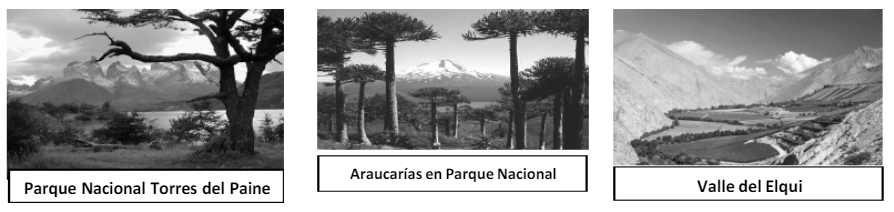 Parque Nacional Torres del Paine
Araucarías en Parque Nacional
Valle del Elqui